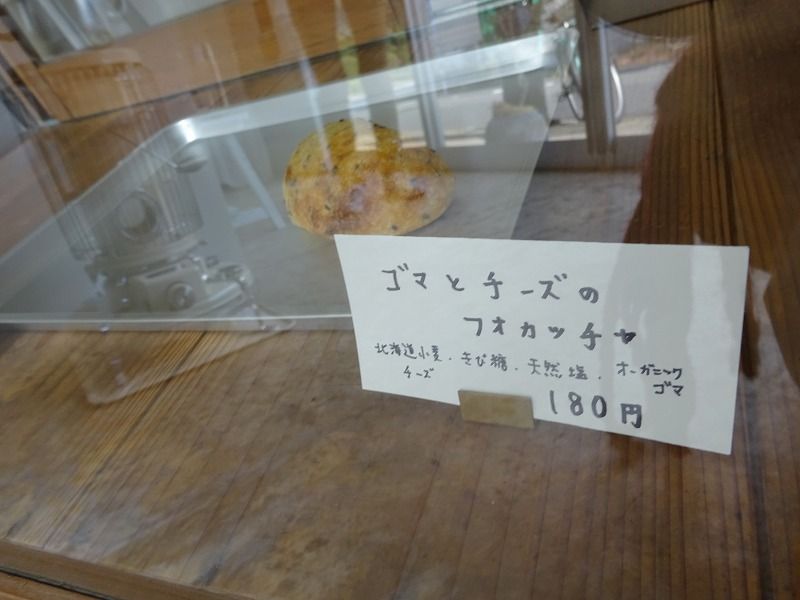 ゴマとチーズの
フオカッチャ
北海道小麦.きび糖.天然塩.オーガニック
チーズ ゴマ
180円